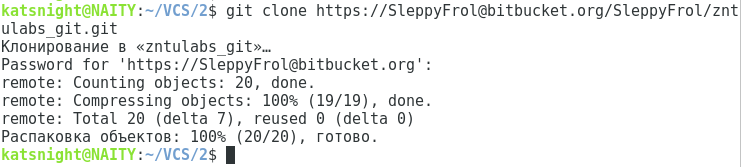 katsnight@NAITY:~/VCS/2$ git clone https://SleppyFrol@bitbucket.org/SleppyFrol/znt
ulabs_git.git
Клонирование в «zntulabs_git»…
Password for 'https://SleppyFrol@bitbucket.org':
remote: Counting objects: 20, done.
remote: Compressing objects: 100% (19/19), done.
remote: Total 20 (delta 7), reused 0 (delta 0)
Распаковка объектов: 100% (20/20), готово.
katsnight@NAITY:~/VCS/2$